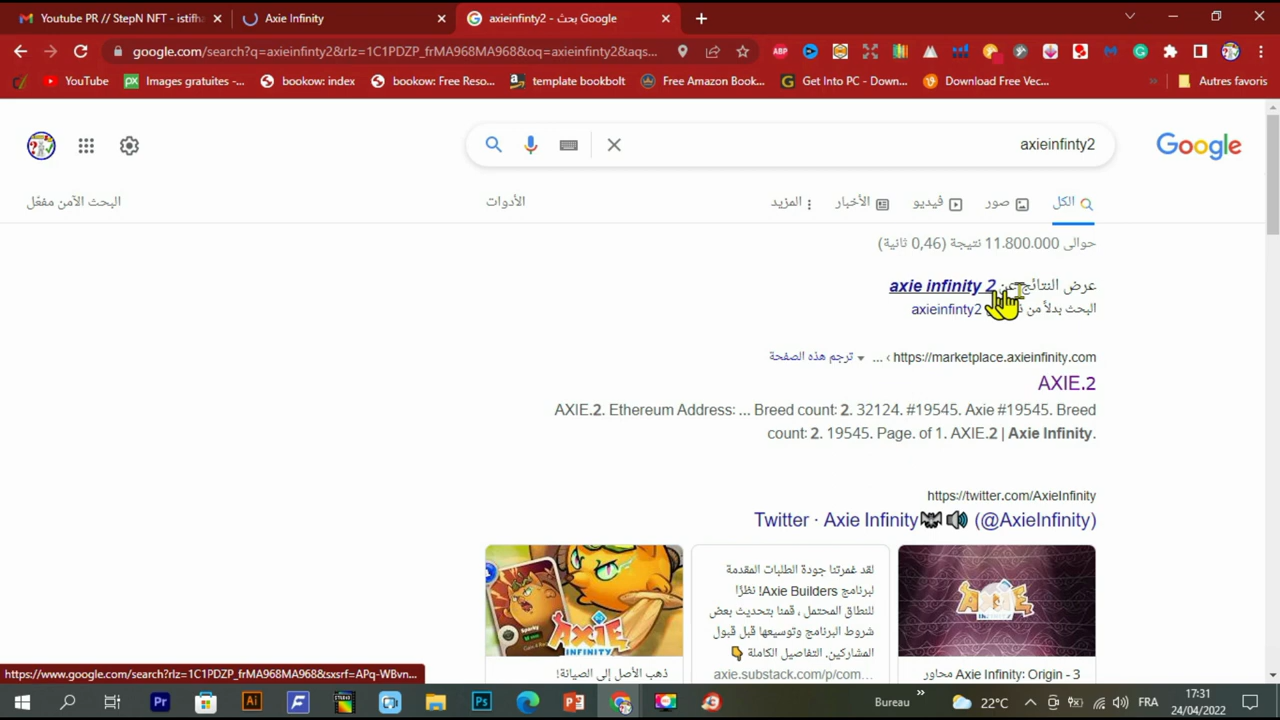 Youtube PR // StepN NFT - istifha
Axie Infinity
axieinfinty2 - بحث Google
google.com/search?q=axieinfinty2&rlz=1C1PDZP_frMA968MA968&oq=axieinfinty2&aqs...
YouTube
Images gratuites -...
bookow: index
bookow: Free Reso...
template bookbolt
Free Amazon Book...
Get Into PC - Downl...
Download Free Vec...
Autres favoris
axieinfinty2
Google
الكل
صور
فيديو
الأخبار
المزيد
الأدوات
البحث الآمن مفعّل
حوالى 11.800.000 نتيجة (0,46 ثانية)
عرض النتائج عن axie infinity 2
البحث بدلاً من axieinfinty2
https://marketplace.axieinfinity.com › ... ترجم هذه الصفحة
AXIE.2
AXIE.2. Ethereum Address: ... Breed count: 2. 32124. #19545. Axie #19545. Breed
count: 2. 19545. Page. of 1. AXIE.2 | Axie Infinity.
https://twitter.com/AxieInfinity
Twitter · Axie Infinity (@AxieInfinity)
AXIE
INFINITY
Axie Infinity: Origin - 3 محاور
لقد غمرتنا جودة الطلبات المقدمة
لبرنامج Axie Builders! نظرًا
للنطاق المحتمل ، قمنا بتحديث بعض
شروط البرنامج وتوسيعها قبل قبول
المشاركين. التفاصيل الكاملة
axie.substack.com/p/com...
AXIE
INFINITY
ذهب الأصل إلى الصيانة!
https://www.google.com/search?rlz=1C1PDZP_frMA968MA968&sxsrf=APq-WBvn...
Bureau
22°C
FRA
17:31
24/04/2022